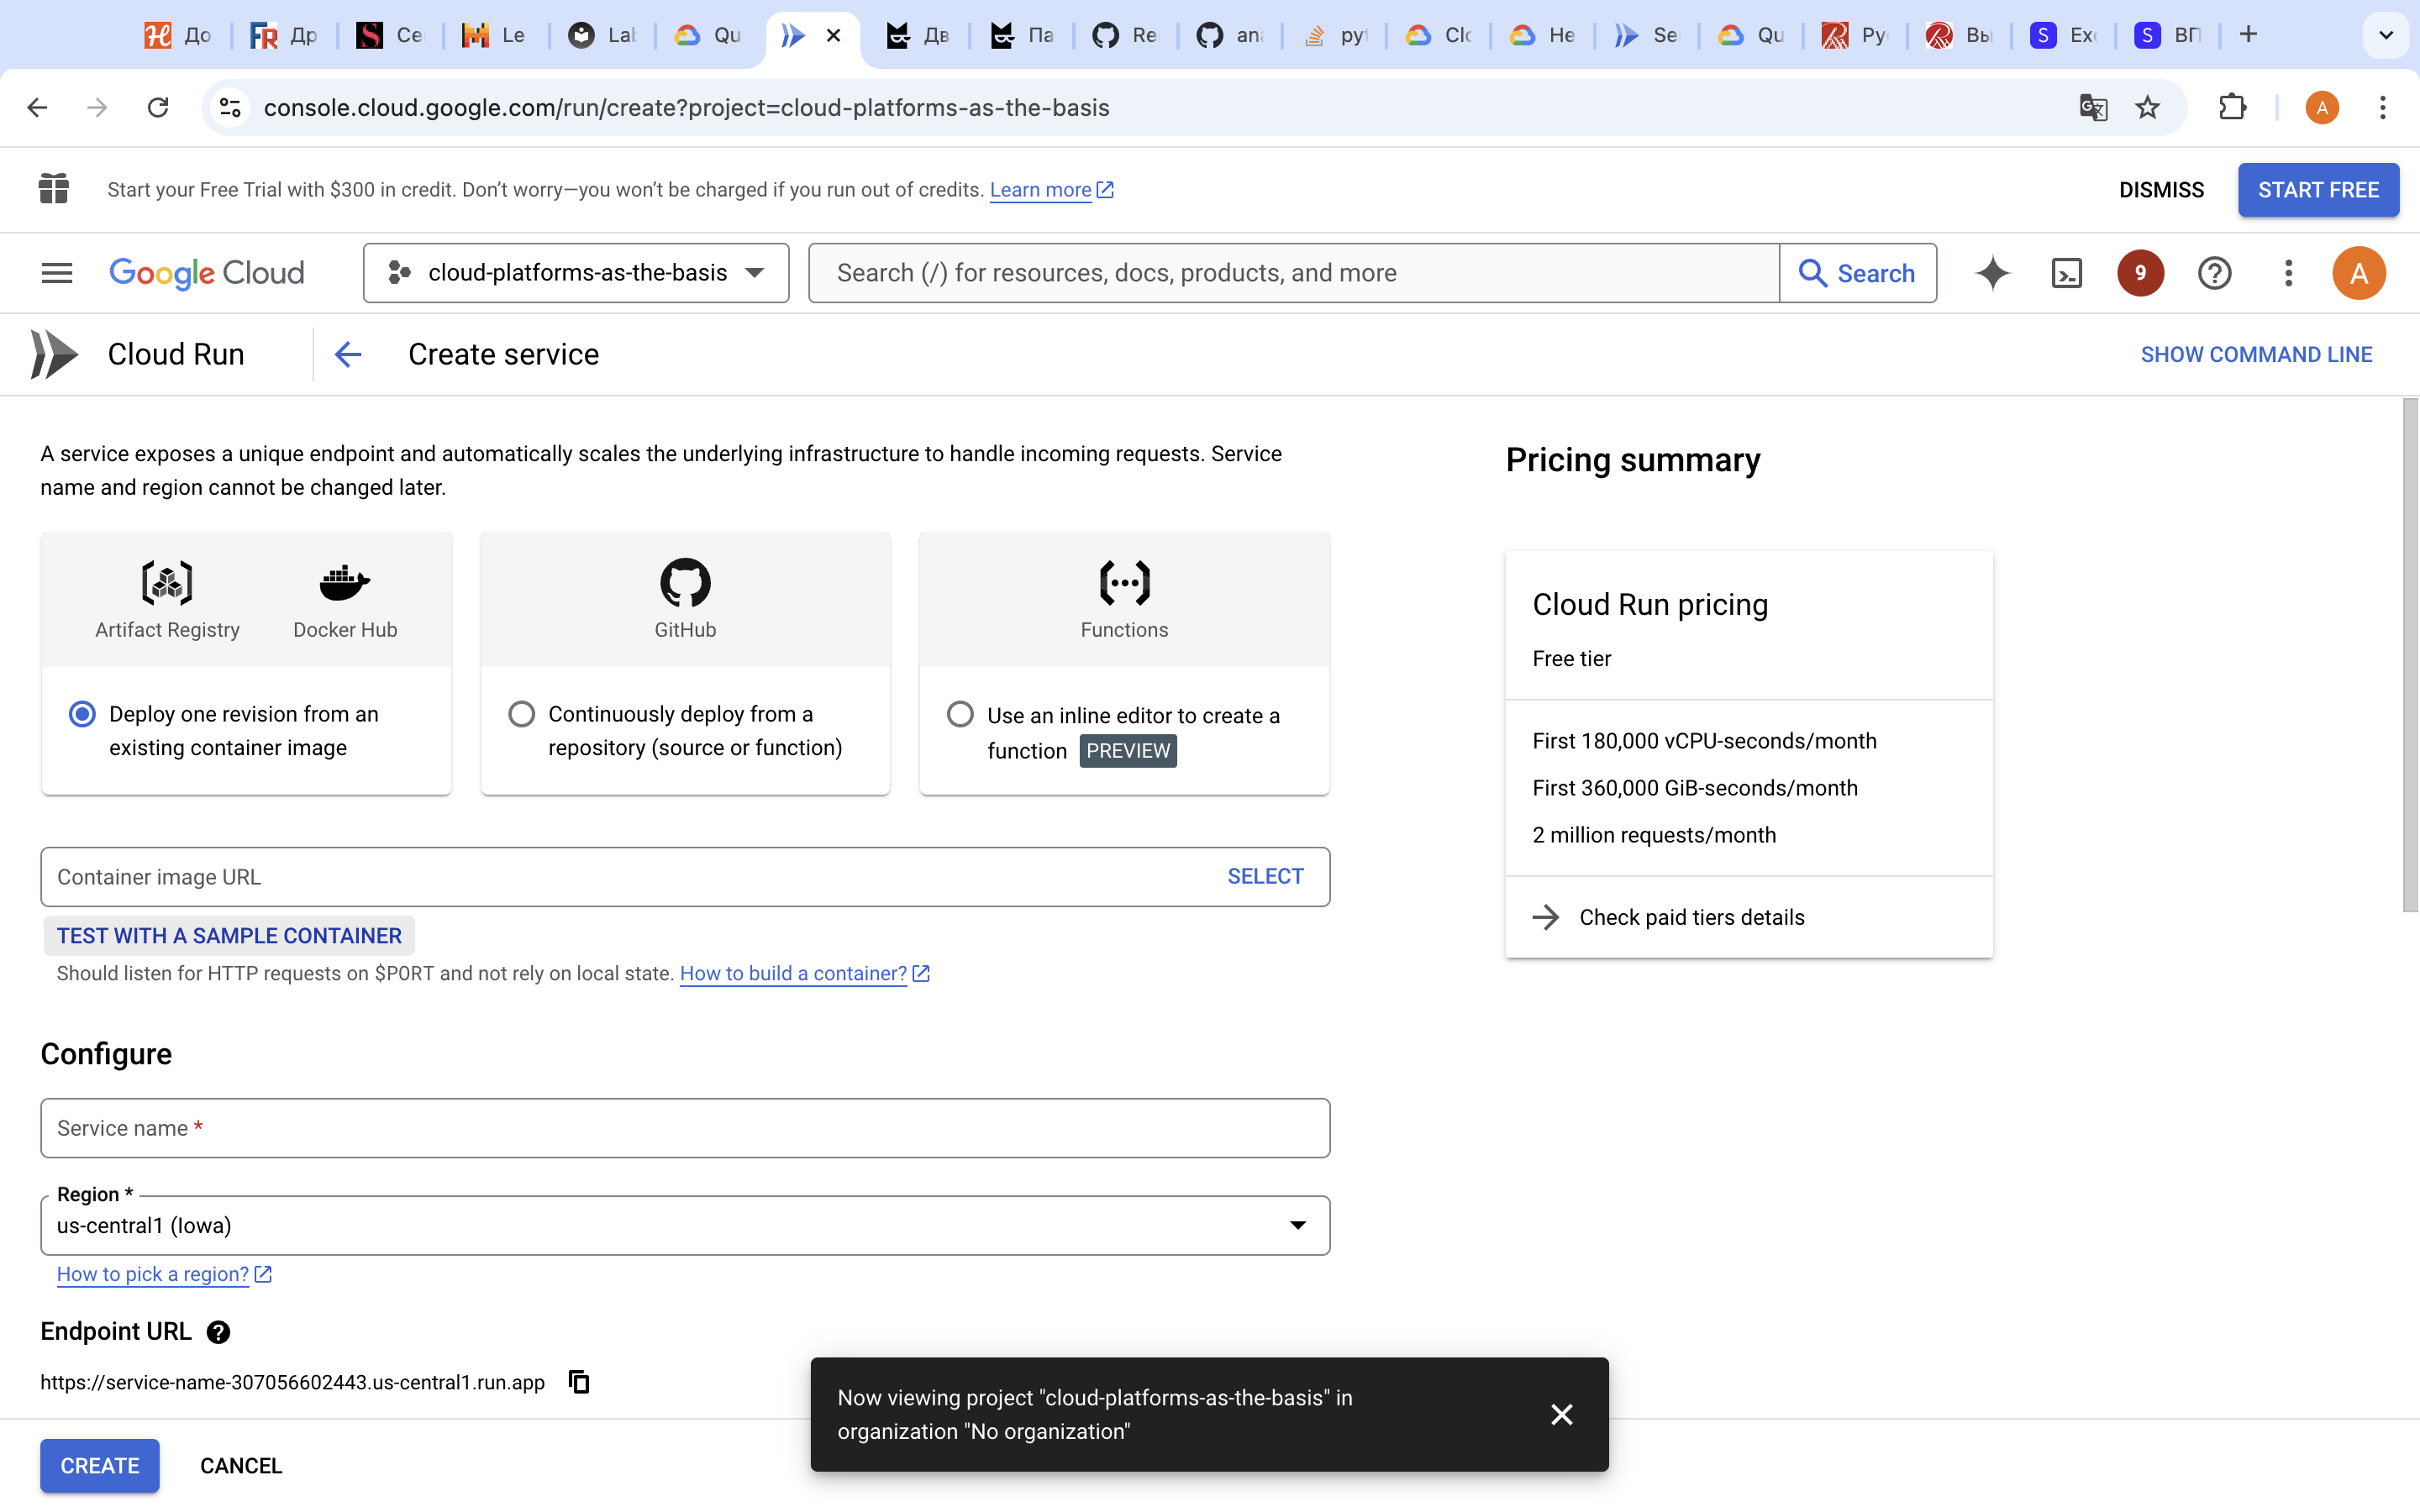 До
Др
Се
Le
Lab
Qu
Дв
Па
Re
ana
pyt
Clo
He
Se
Qu
Ру
Вы
Exc
ВП
console.cloud.google.com/run/create?project=cloud-platforms-as-the-basis
A
Start your Free Trial with $300 in credit. Don't worry—you won't be charged if you run out of credits. Learn more
DISMISS
START FREE
Google Cloud
cloud-platforms-as-the-basis
Search (/) for resources, docs, products, and more
Search
9
A
Cloud Run
Create service
SHOW COMMAND LINE
A service exposes a unique endpoint and automatically scales the underlying infrastructure to handle incoming requests. Service
name and region cannot be changed later.
Artifact Registry
Docker Hub
Deploy one revision from an
existing container image
GitHub
Continuously deploy from a
repository (source or function)
Functions
Use an inline editor to create a
function PREVIEW
Container image URL
SELECT
TEST WITH A SAMPLE CONTAINER
Should listen for HTTP requests on $PORT and not rely on local state. How to build a container?
Configure
Service name *
Region *
us-central1 (Iowa)
How to pick a region?
Endpoint URL
https://service-name-307056602443.us-central1.run.app
CREATE
CANCEL
Pricing summary
Cloud Run pricing
Free tier
First 180,000 vCPU-seconds/month
First 360,000 GiB-seconds/month
2 million requests/month
Check paid tiers details
Now viewing project "cloud-platforms-as-the-basis" in
organization "No organization"